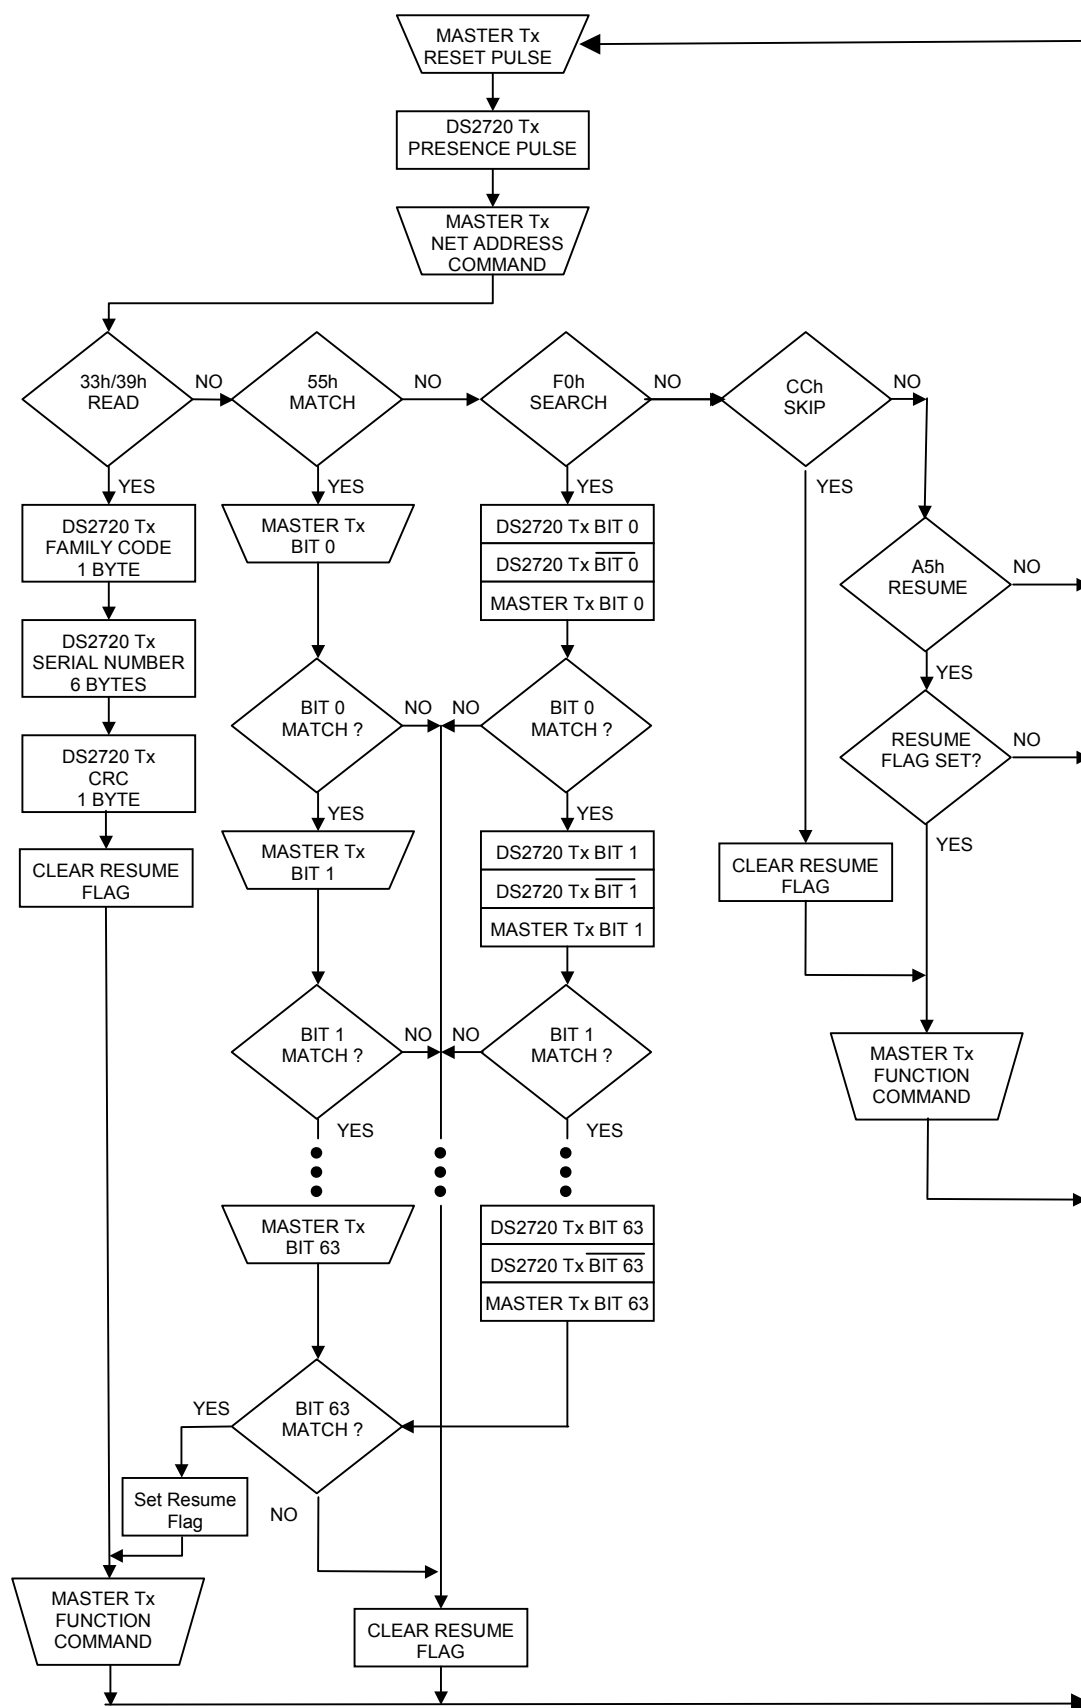 MASTER Tx
RESET PULSE
DS2720 Tx
PRESENCE PULSE
MASTER Tx
NET ADDRESS
COMMAND
33h/39h
READ
NO
55h
MATCH
NO
F0h
SEARCH
NO
CCh
SKIP
NO
YES
YES
YES
YES
DS2720 Tx
FAMILY CODE
1 BYTE
MASTER Tx
BIT 0
DS2720 Tx BIT 0
DS2720 Tx BIT 0
MASTER Tx BIT 0
A5h
RESUME
NO
DS2720 Tx
SERIAL NUMBER
6 BYTES
YES
BIT 0
MATCH ?
NO
NO
BIT 0
MATCH ?
RESUME
FLAG SET?
NO
DS2720 Tx
CRC
1 BYTE
YES
YES
YES
CLEAR RESUME
FLAG
MASTER Tx
BIT 1
DS2720 Tx BIT 1
DS2720 Tx BIT 1
MASTER Tx BIT 1
CLEAR RESUME
FLAG
BIT 1
MATCH ?
NO
NO
BIT 1
MATCH ?
MASTER Tx
FUNCTION
COMMAND
YES
YES
MASTER Tx
BIT 63
DS2720 Tx BIT 63
DS2720 Tx BIT 63
MASTER Tx BIT 63
YES
BIT 63
MATCH ?
Set Resume
Flag
NO
MASTER Tx
FUNCTION
COMMAND
CLEAR RESUME
FLAG